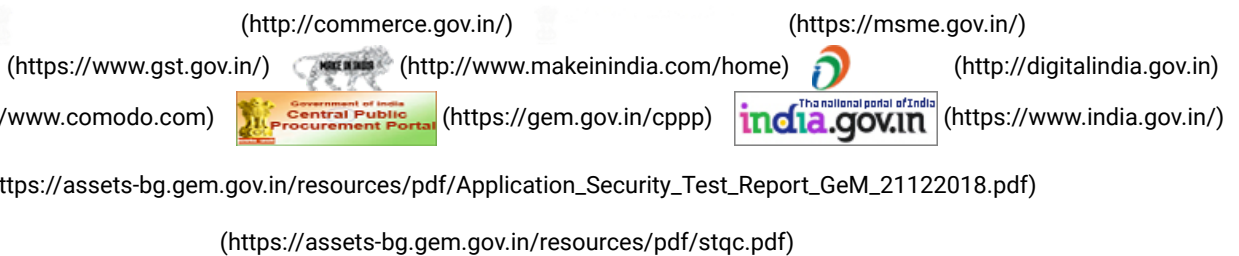 (http://commerce.gov.in/) (https://msme.gov.in/)
(https://www.gst.gov.in/) MAKE IN INDIA (http://www.makeinindia.com/home) (http://digitalindia.gov.in)
/www.comodo.com) Government of India Central Public Procurement Portal (https://gem.gov.in/cppp) The national portal of India india.gov.in (https://www.india.gov.in/)
ttps://assets-bg.gem.gov.in/resources/pdf/Application_Security_Test_Report_GeM_21122018.pdf)
(https://assets-bg.gem.gov.in/resources/pdf/stqc.pdf)